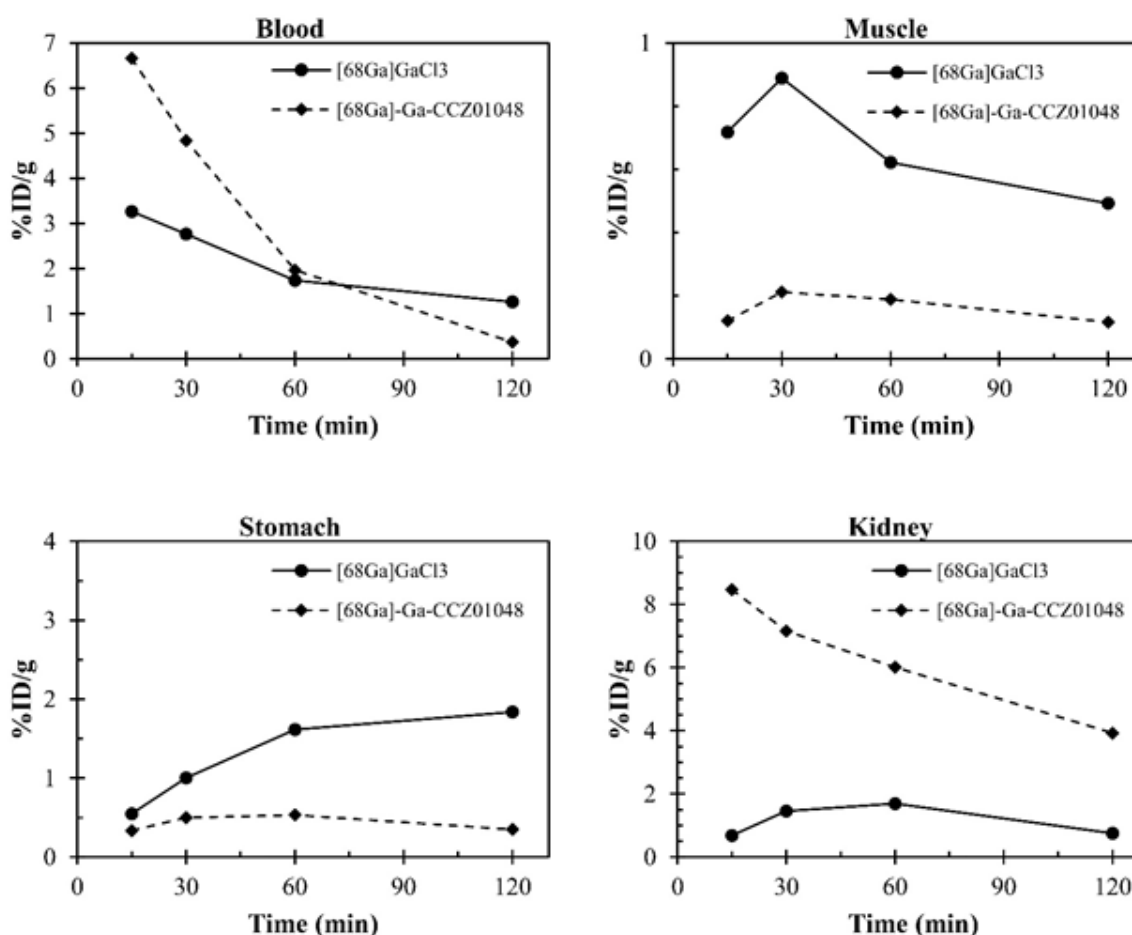 Blood
7
6
5
4
3
2
1
0
%ID/g
[68Ga]GaCl3
[68Ga]-Ga-CCZ01048
0 30 60 90 120
Time (min)
Muscle
1
0
%ID/g
[68Ga]GaCl3
[68Ga]-Ga-CCZ01048
0 30 60 90 120
Time (min)
Stomach
4
3
2
1
0
%ID/g
[68Ga]GaCl3
[68Ga]-Ga-CCZ01048
0 30 60 90 120
Time (min)
Kidney
10
8
6
4
2
0
%ID/g
[68Ga]GaCl3
[68Ga]-Ga-CCZ01048
0 30 60 90 120
Time (min)